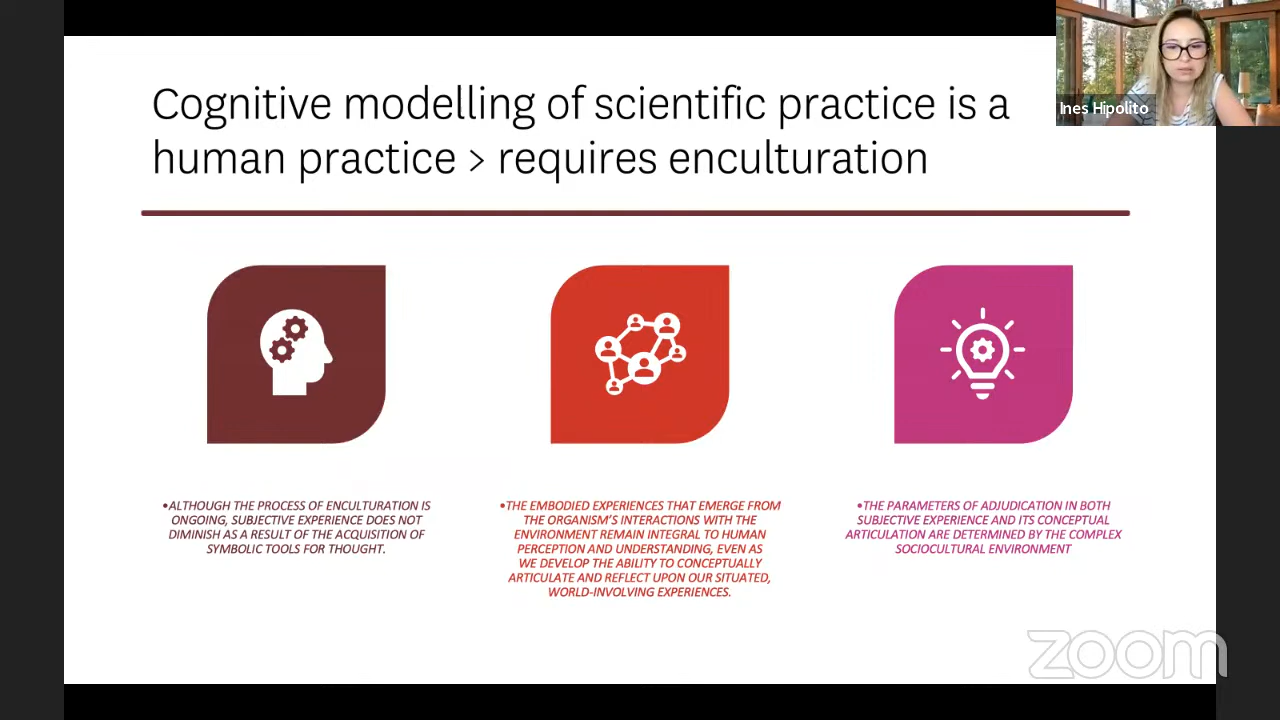 Cognitive modelling of scientific practice is a
human practice > requires enculturation
Ines Hipolito
•ALTHOUGH THE PROCESS OF ENCULTURATION IS
ONGOING, SUBJECTIVE EXPERIENCE DOES NOT
DIMINISH AS A RESULT OF THE ACQUISITION OF
SYMBOLIC TOOLS FOR THOUGHT.
•THE EMBODIED EXPERIENCES THAT EMERGE FROM
THE ORGANISM'S INTERACTIONS WITH THE
ENVIRONMENT REMAIN INTEGRAL TO HUMAN
PERCEPTION AND UNDERSTANDING, EVEN AS
WE DEVELOP THE ABILITY TO CONCEPTUALLY
ARTICULATE AND REFLECT UPON OUR SITUATED,
WORLD-INVOLVING EXPERIENCES.
•THE PARAMETERS OF ADJUDICATION IN BOTH
SUBJECTIVE EXPERIENCE AND ITS CONCEPTUAL
ARTICULATION ARE DETERMINED BY THE COMPLEX
SOCIOCULTURAL ENVIRONMENT
zoom